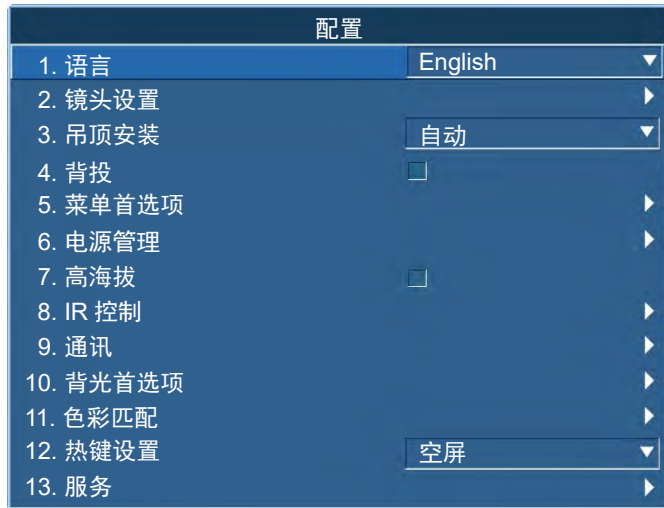 配置
1. 语言 English
2. 镜头设置
3. 吊顶安装 自动
4. 背投
5. 菜单首选项
6. 电源管理
7. 高海拔
8. IR 控制
9. 通讯
10. 背光首选项
11. 色彩匹配
12. 热键设置 空屏
13. 服务